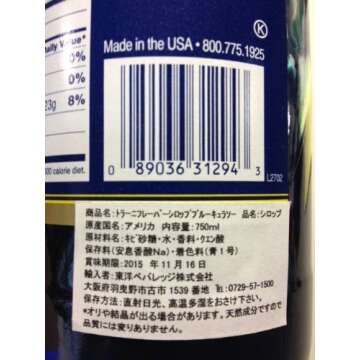 K
aily Value*
0%
0%
23g 8%
000 calorie diet.
Made in the USA • 800.775.1925
0 89036 31294 3
L2702
商品名:トラーニフレーバーシロップブルーキュラソー 品名:シロップ
原産国名:アメリカ 内容量:750ml
原材料名:キビ砂糖・水・香料・クエン酸
保存料(安息香酸Na)・着色料(青1号)
賞味期限:2015 年 11 月 16 日
輸入者名:東洋ベバレッジ株式会社
大阪府羽曳野市古市 1539 番地 ℡:0729-57-1500
保存方法:直射日光、高温多湿をおさけ下さい。
*オリや結晶が出る場合があります。天然成分ですので
品質には変りありません。